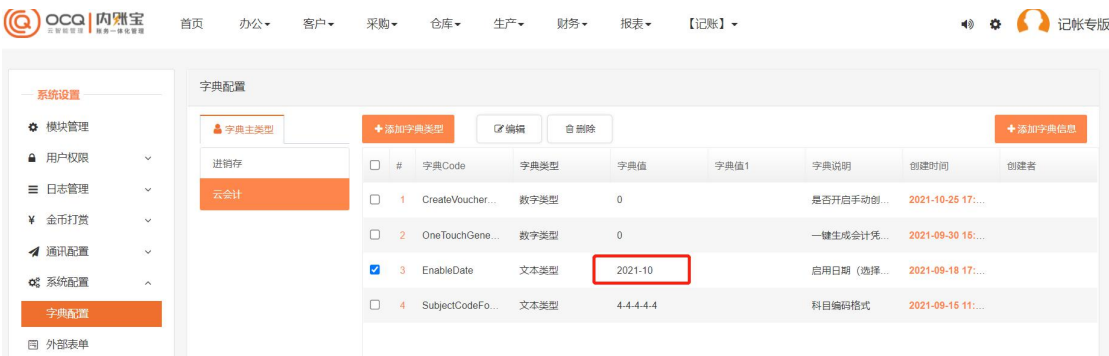 OCQ 内账宝
云智能管理 账务一体化管理
首页 办公 客户 采购 仓库 生产 财务 报表 【记账】 记帐专版
系统设置
模块管理
用户权限
日志管理
¥ 金币打赏
通讯配置
系统配置
字典配置
外部表单
字典配置
字典主类型
进销存
云会计
+添加字典类型 编辑 删除 +添加字典信息
# 字典Code 字典类型 字典值 字典值1 字典说明 创建时间 创建者
1 CreateVoucher... 数字类型 0 是否开启手动创... 2021-10-25 17:...
2 OneTouchGene... 数字类型 0 一键生成会计凭... 2021-09-30 15:...
3 EnableDate 文本类型 2021-10 启用日期（选择... 2021-09-18 17:...
4 SubjectCodeFo... 文本类型 4-4-4-4-4 科目编码格式 2021-09-15 11:...